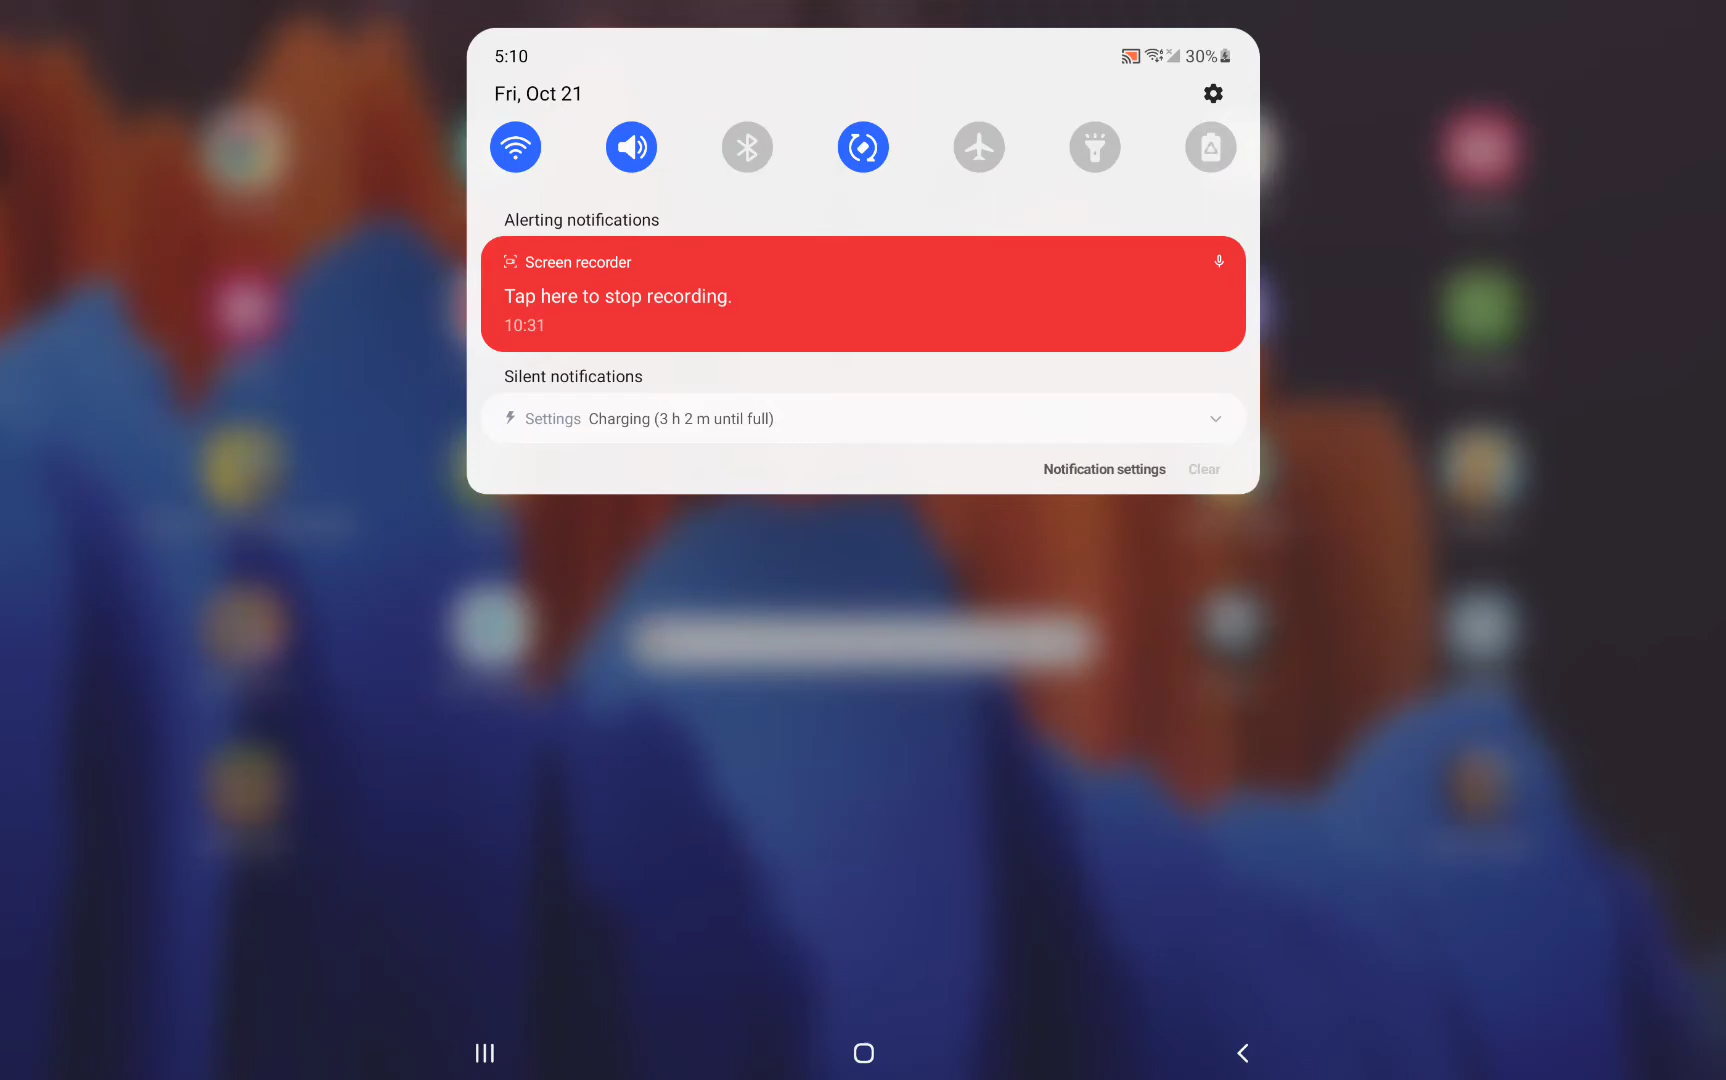 5:10
30%
Fri, Oct 21
Alerting notifications
Screen recorder
Tap here to stop recording.
10:31
Silent notifications
Settings Charging (3 h 2 m until full)
Notification settings Clear